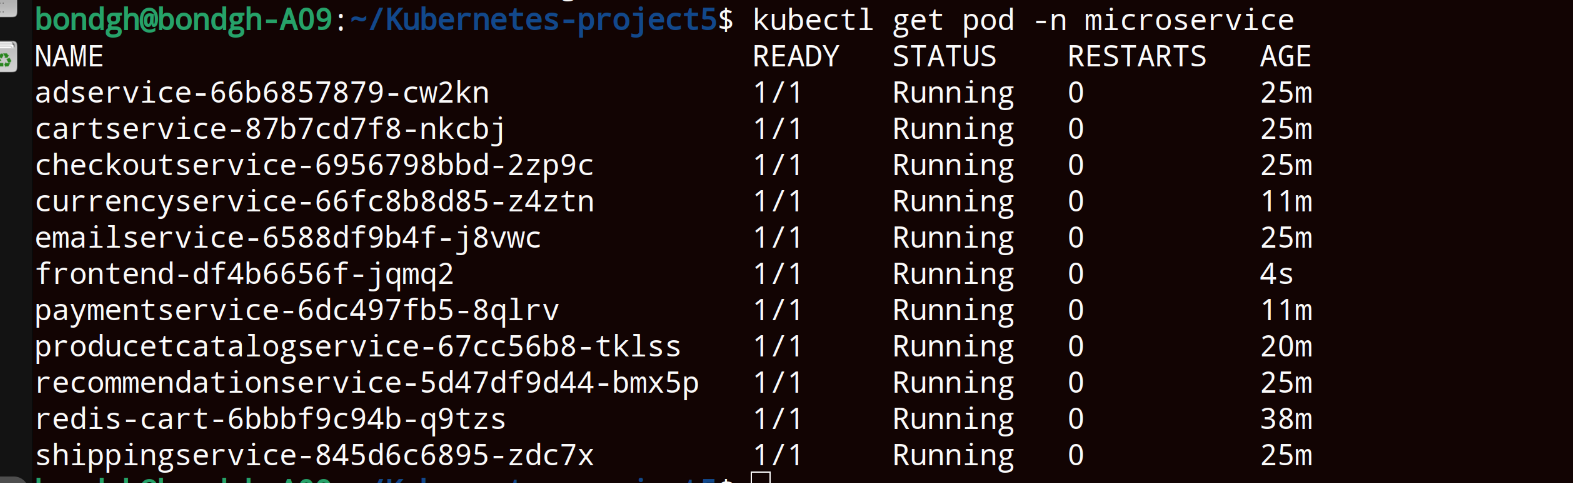 bondgh@bondgh-A09:~/Kubernetes-project5$ kubectl get pod -n microservice
NAME READY STATUS RESTARTS AGE
adservice-66b6857879-cw2kn 1/1 Running 0 25m
cartservice-87b7cd7f8-nkcbj 1/1 Running 0 25m
checkoutservice-6956798bbd-2zp9c 1/1 Running 0 25m
currencyservice-66fc8b8d85-z4ztn 1/1 Running 0 11m
emailservice-6588df9b4f-j8vwc 1/1 Running 0 25m
frontend-df4b6656f-jqmq2 1/1 Running 0 4s
paymentservice-6dc497fb5-8qlrv 1/1 Running 0 11m
producetcatalogservice-67cc56b8-tklss 1/1 Running 0 20m
recommendationservice-5d47df9d44-bmx5p 1/1 Running 0 25m
redis-cart-6bbbf9c94b-q9tzs 1/1 Running 0 38m
shippingservice-845d6c6895-zdc7x 1/1 Running 0 25m